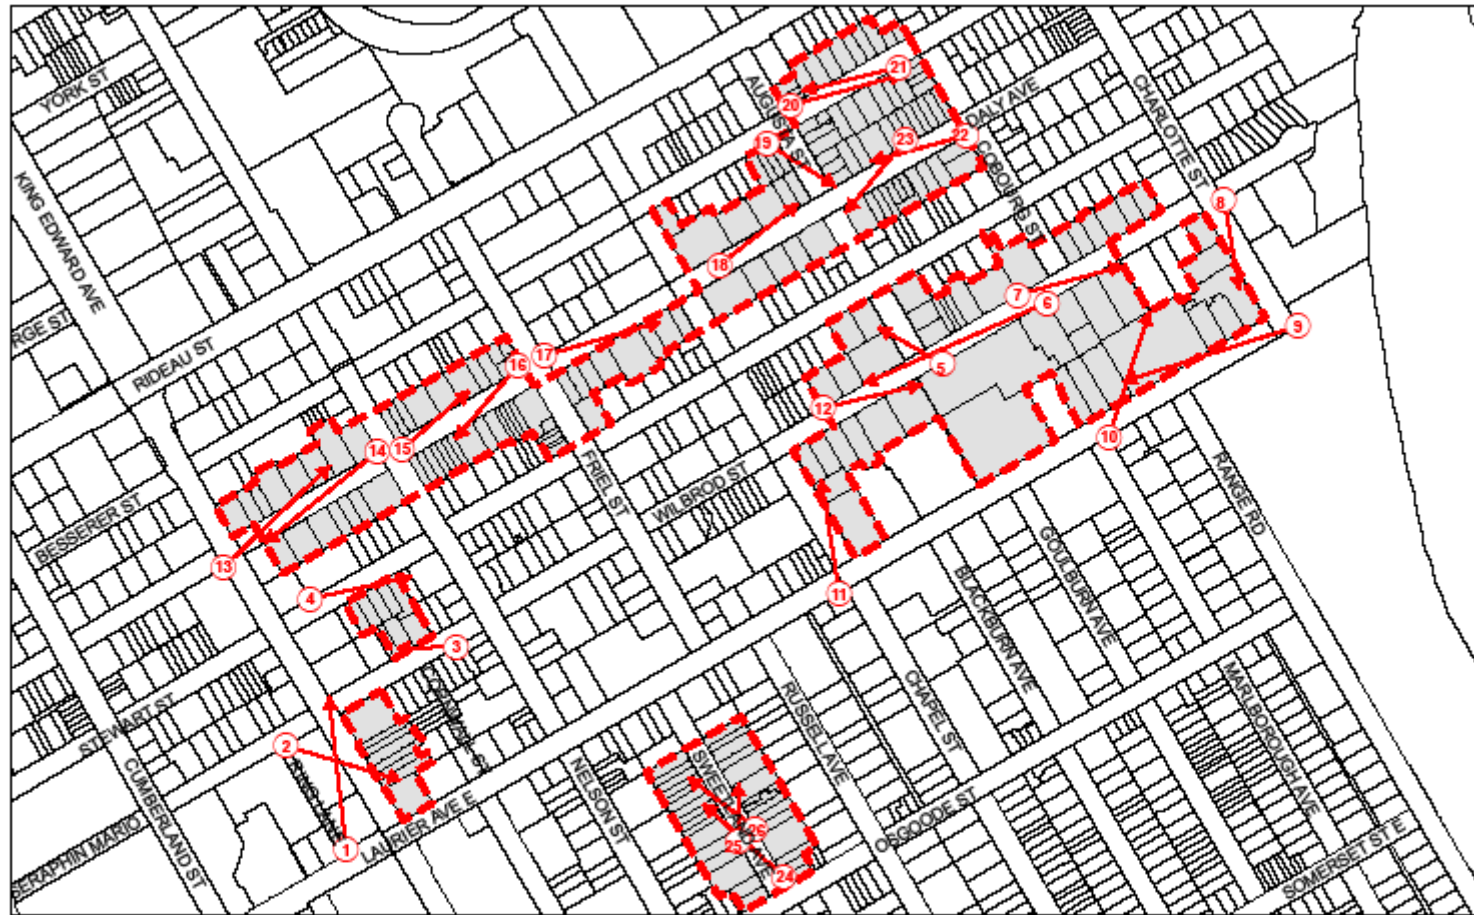 YORK ST
KING EDWARD AVE
RGE ST
RIDEAU ST
BESSERER ST
STEWART ST
SERAPHIN MARIO
CUMBERLAND ST
LAURIER AVE E
FRIEL ST
NELSON ST
WILBROD ST
AUGUSTA ST
DALY AVE
COBOURG ST
CHARLOTTE ST
RANGE RD
GOULBURN AVE
BLACKBURN AVE
CHAPEL ST
RUSSELL AVE
MARLBOROUGH AVE
OSGOODE ST
SOMERSET ST E
1
2
3
4
5
6
7
8
9
10
11
12
13
14
15
16
17
18
19
20
21
22
23
24
25
26